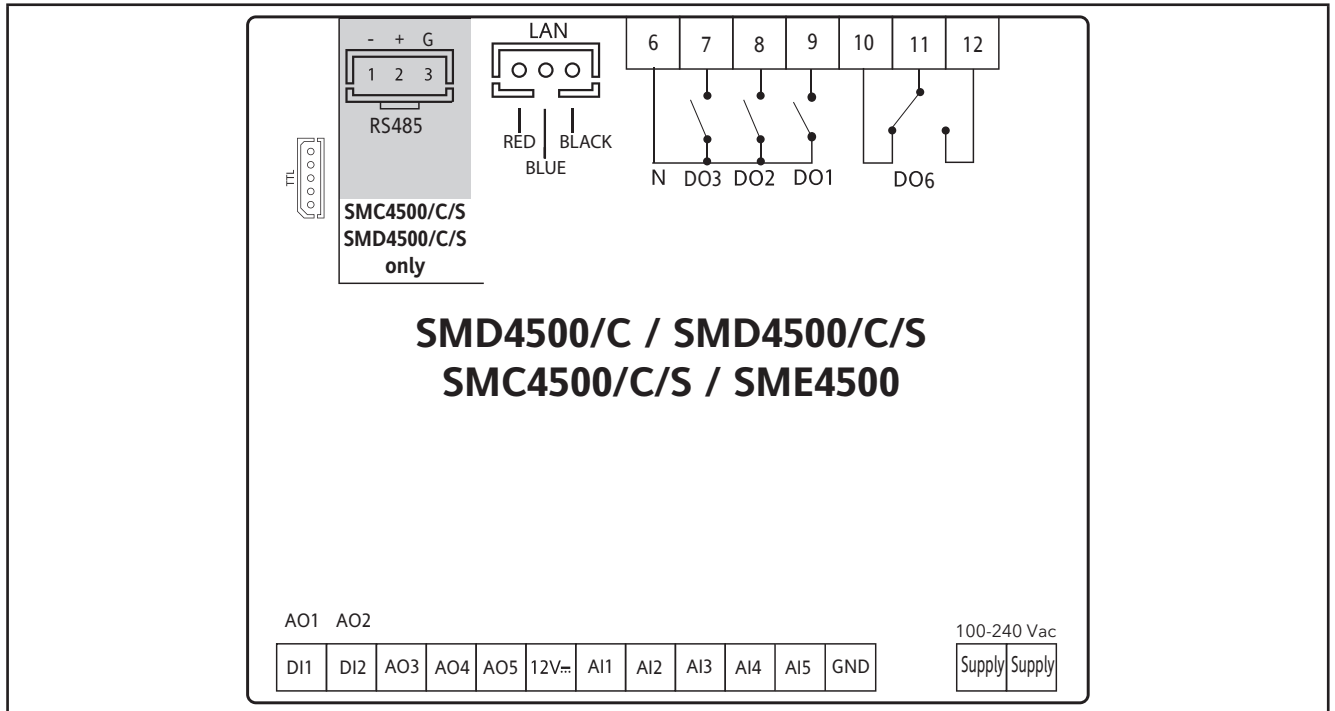 - + G
1 2 3
RS485
TTL
SMC4500/C/S
SMD4500/C/S
only
LAN
RED BLACK
BLUE
6 7 8 9 10 11 12
N DO3 DO2 DO1 DO6
SMD4500/C / SMD4500/C/S
SMC4500/C/S / SME4500
AO1 AO2
DI1 DI2 AO3 AO4 AO5 12V⎓ AI1 AI2 AI3 AI4 AI5 GND
100-240 Vac
Supply Supply